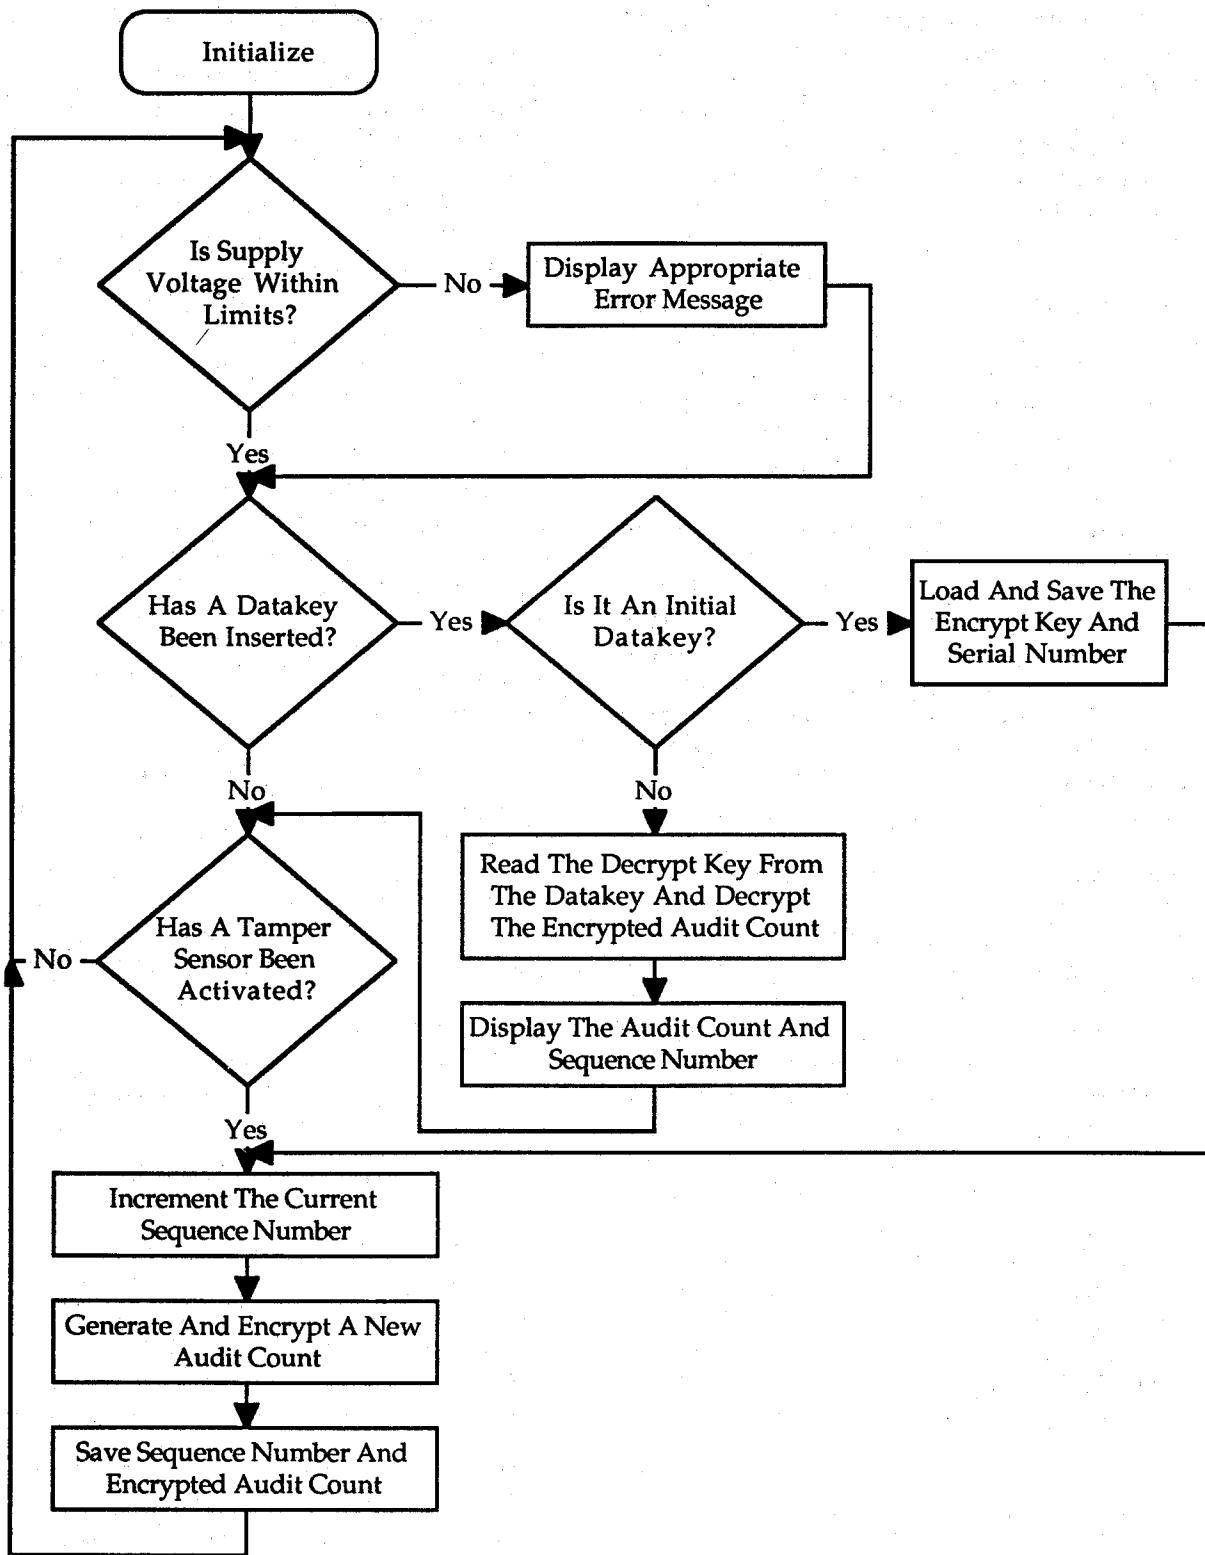 Initialize
Is Supply
Voltage Within
Limits?
No
Display Appropriate
Error Message
Yes
Has A Datakey
Been Inserted?
Yes
Is It An Initial
Datakey?
Yes
Load And Save The
Encrypt Key And
Serial Number
No
No
Read The Decrypt Key From
The Datakey And Decrypt
The Encrypted Audit Count
Has A Tamper
Sensor Been
Activated?
No
Display The Audit Count And
Sequence Number
Yes
Increment The Current
Sequence Number
Generate And Encrypt A New
Audit Count
Save Sequence Number And
Encrypted Audit Count